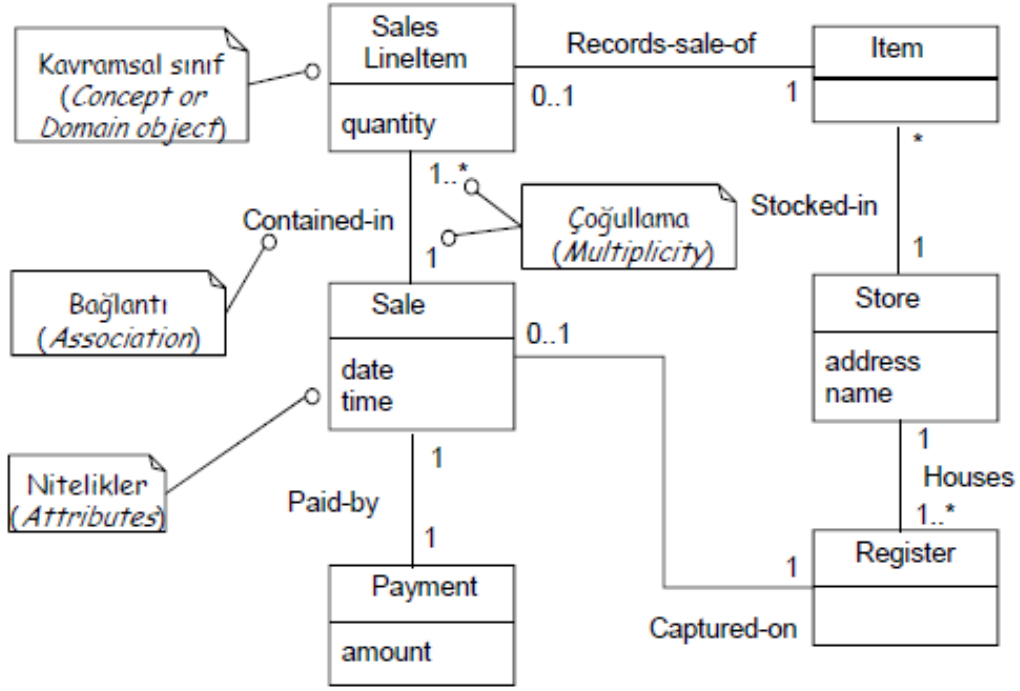 Sales
LineItem
quantity
Records-sale-of
0..1
1
Item
Kavramsal sınıf
(Concept or
Domain object)
1..*
Contained-in
1
Çoğullama
(Multiplicity)
*
Stocked-in
1
Bağlantı
(Association)
Sale
date
time
0..1
Store
address
name
Nitelikler
(Attributes)
1
Paid-by
1
1
Houses
1..*
Payment
amount
1
Captured-on
Register